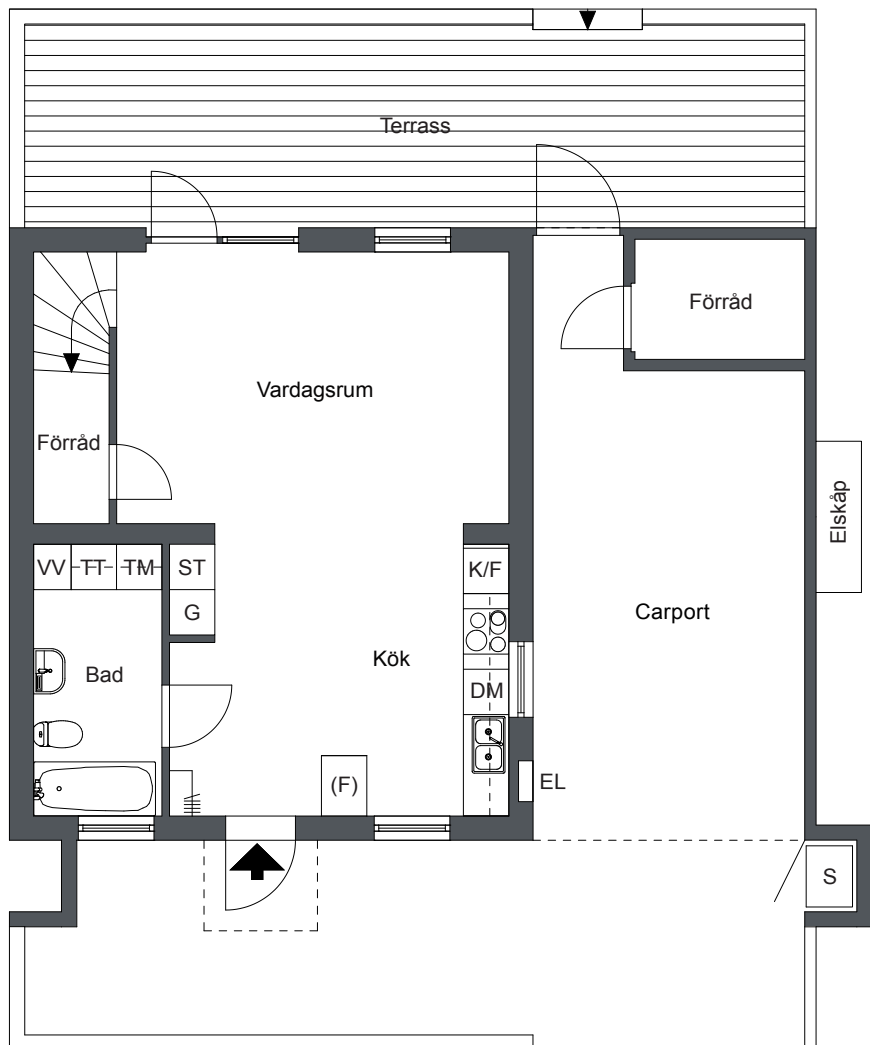 Terrass
Förråd
Vardagsrum
Förråd
Elskåp
VV TT TM ST K/F
G
Carport
Kök
Bad
DM
(F)
EL
S